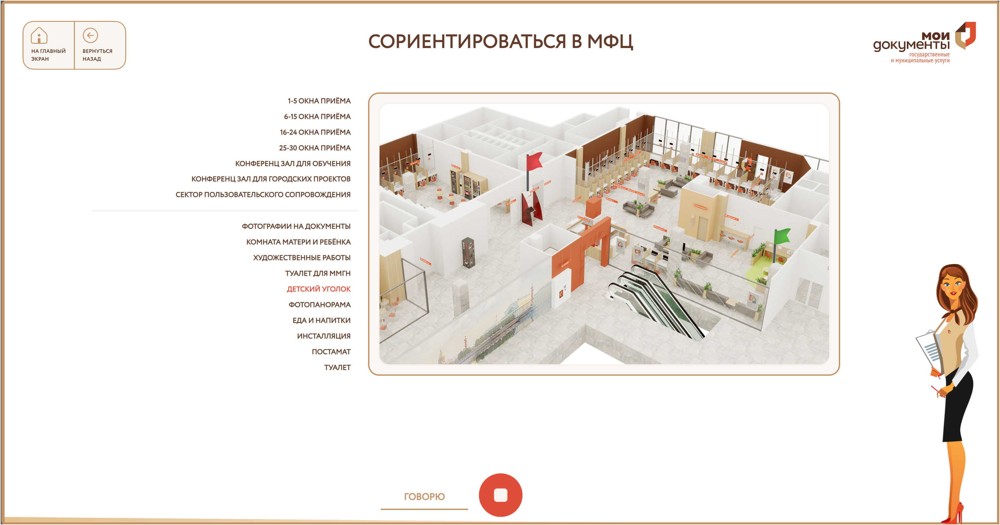 НА ГЛАВНЫЙ
ЭКРАН
ВЕРНУТЬСЯ
НАЗАД
СОРИЕНТИРОВАТЬСЯ В МФЦ
мои
документы
государственные
и муниципальные услуги
1-5 ОКНА ПРИЁМА
6-15 ОКНА ПРИЁМА
16-24 ОКНА ПРИЁМА
25-30 ОКНА ПРИЁМА
КОНФЕРЕНЦ ЗАЛ ДЛЯ ОБУЧЕНИЯ
КОНФЕРЕНЦ ЗАЛ ДЛЯ ГОРОДСКИХ ПРОЕКТОВ
СЕКТОР ПОЛЬЗОВАТЕЛЬСКОГО СОПРОВОЖДЕНИЯ
ФОТОГРАФИИ НА ДОКУМЕНТЫ
КОМНАТА МАТЕРИ И РЕБЁНКА
ХУДОЖЕСТВЕННЫЕ РАБОТЫ
ТУАЛЕТ ДЛЯ ММГН
ДЕТСКИЙ УГОЛОК
ФОТОПАНОРАМА
ЕДА И НАПИТКИ
ИНСТАЛЛЯЦИЯ
ПОСТАМАТ
ТУАЛЕТ
ГОВОРЮ